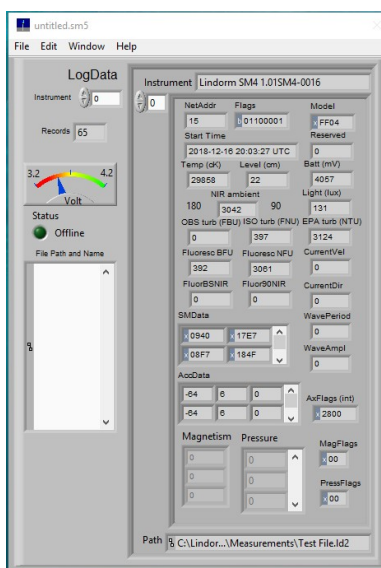 untitled.sm5
File Edit Window Help
LogData
Instrument 0
Records 65
3.2 4.2
Volt
Status
Offline
File Path and Name
Instrument Lindorm SM4 1.01SM4-0016
0
NetAddr Flags Model
15 b 01100001 x FF04
Start Time Reserved
2018-12-16 20:03:27 UTC 0
Temp (cK) Level (cm) Batt (mV)
29858 22 4057
NIR ambient Light (lux)
180 3042 90 131
OBS turb (FBU) ISO turb (FNU) EPA turb (NTU)
0 397 3124
Fluoresc BFU Fluoresc NFU CurrentVel
392 3061 0
FluorBSNIR Fluor90NIR CurrentDir
0 0 0
SMData WavePeriod
x 0940 x 17E7 0
x 08F7 x 184F WaveAmpl
0
AccData
-64 6 0 AxFlags (int)
-64 6 0 x 2800
Magnetism Pressure MagFlags
0 0 x 00
0 0 PressFlags
0 0 x 00
Path C:\Lindor...\Measurements\Test File.ld2